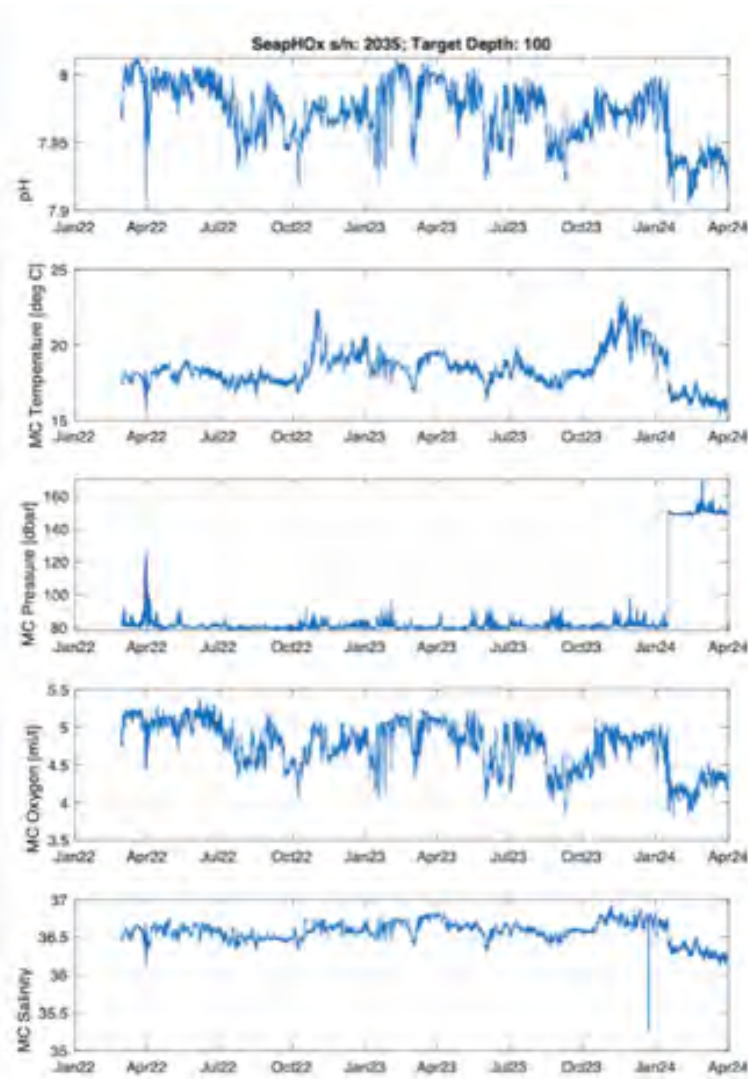 SeapHOx s/n: 2035; Target Depth: 100
8
7.95
7.9
pH
Jan22 Apr22 Jul22 Oct22 Jan23 Apr23 Jul23 Oct23 Jan24 Apr24
25
20
15
MC Temperature [deg C]
Jan22 Apr22 Jul22 Oct22 Jan23 Apr23 Jul23 Oct23 Jan24 Apr24
160
140
120
100
80
MC Pressure [dbar]
Jan22 Apr22 Jul22 Oct22 Jan23 Apr23 Jul23 Oct23 Jan24 Apr24
5.5
5
4.5
4
3.5
MC Oxygen [ml/l]
Jan22 Apr22 Jul22 Oct22 Jan23 Apr23 Jul23 Oct23 Jan24 Apr24
37
36.5
36
35.5
35
MC Salinity
Jan22 Apr22 Jul22 Oct22 Jan23 Apr23 Jul23 Oct23 Jan24 Apr24